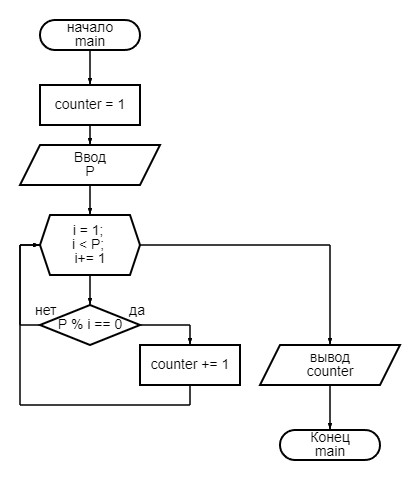 начало
main
counter = 1
Ввод
P
i = 1;
i < P;
i+= 1
нет
да
P % i == 0
counter += 1
вывод
counter
Конец
main